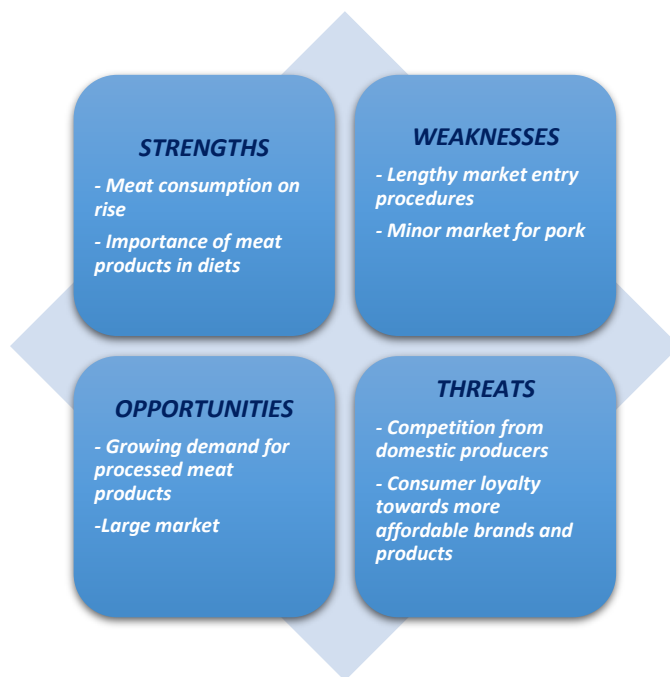 STRENGTHS
- Meat consumption on
rise
- Importance of meat
products in diets
WEAKNESSES
- Lengthy market entry
procedures
- Minor market for pork
OPPORTUNITIES
- Growing demand for
processed meat
products
-Large market
THREATS
- Competition from
domestic producers
- Consumer loyalty
towards more
affordable brands and
products